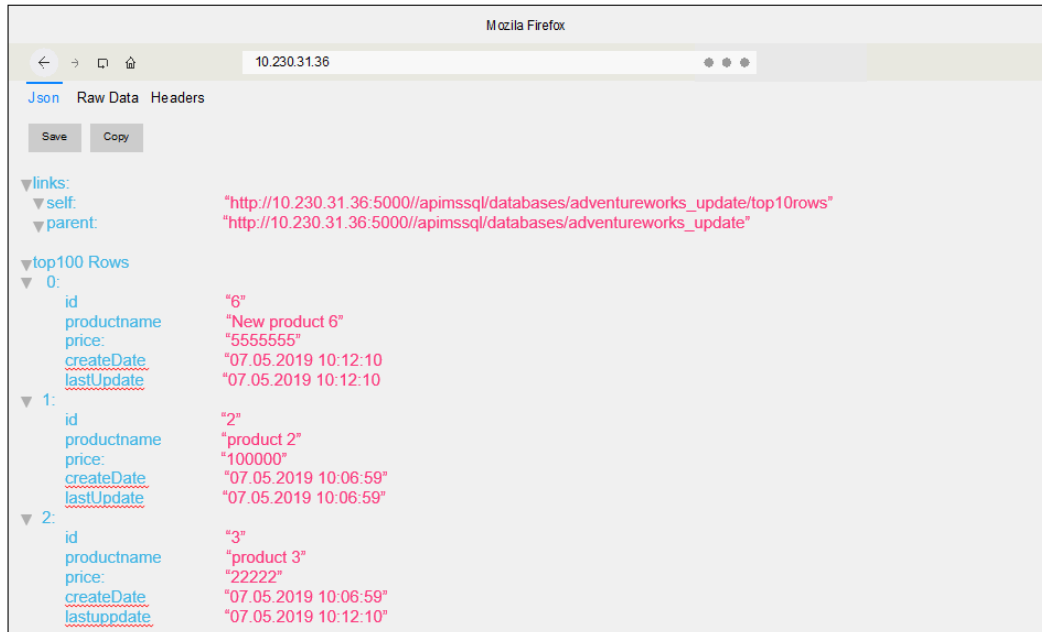 Mozila Firefox
10.230.31.36
Json Raw Data Headers
Save Copy
links:
self: “http://10.230.31.36:5000//apimssql/databases/adventureworks_update/top10rows”
parent: “http://10.230.31.36:5000//apimssql/databases/adventureworks_update”
top100 Rows
0:
id “6”
productname “New product 6”
price: “5555555”
createDate “07.05.2019 10:12:10
lastUpdate “07.05.2019 10:12:10
1:
id “2”
productname “product 2”
price: “100000”
createDate “07.05.2019 10:06:59”
lastUpdate “07.05.2019 10:06:59”
2:
id “3”
productname “product 3”
price: “22222”
createDate “07.05.2019 10:06:59”
lastuppdate “07.05.2019 10:12:10”